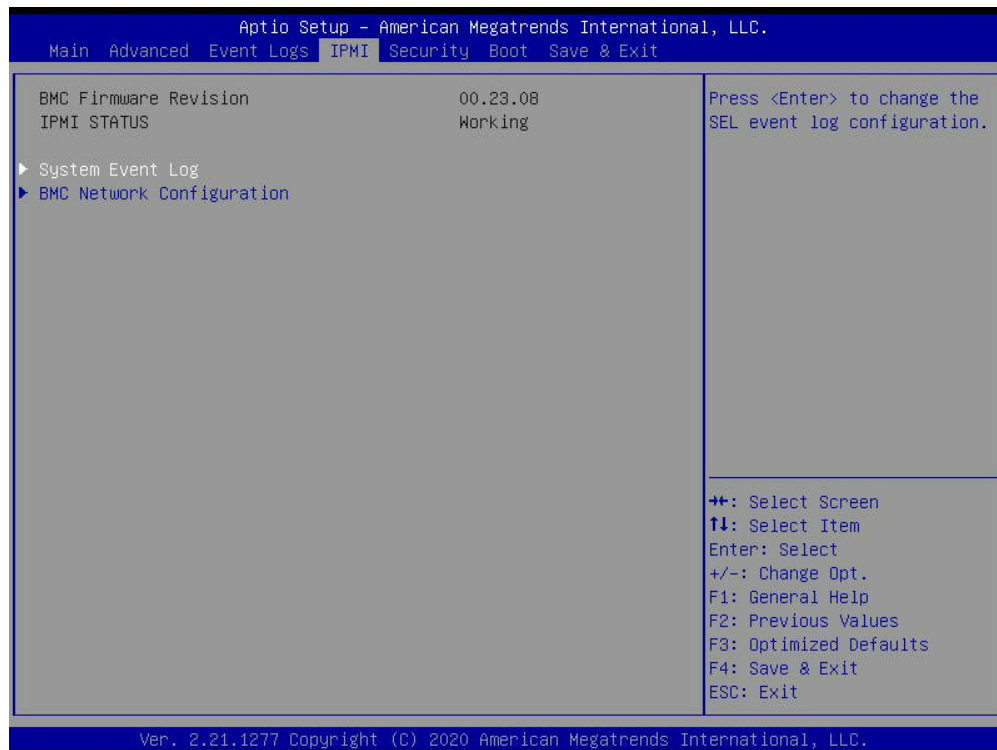 Aptio Setup – American Megatrends International, LLC.
Main Advanced Event Logs IPMI Security Boot Save & Exit
BMC Firmware Revision 00.23.08
IPMI STATUS Working
System Event Log
BMC Network Configuration
Press <Enter> to change the
SEL event log configuration.
→←: Select Screen
↑↓: Select Item
Enter: Select
+/-: Change Opt.
F1: General Help
F2: Previous Values
F3: Optimized Defaults
F4: Save & Exit
ESC: Exit
Ver. 2.21.1277 Copyright (C) 2020 American Megatrends International, LLC.